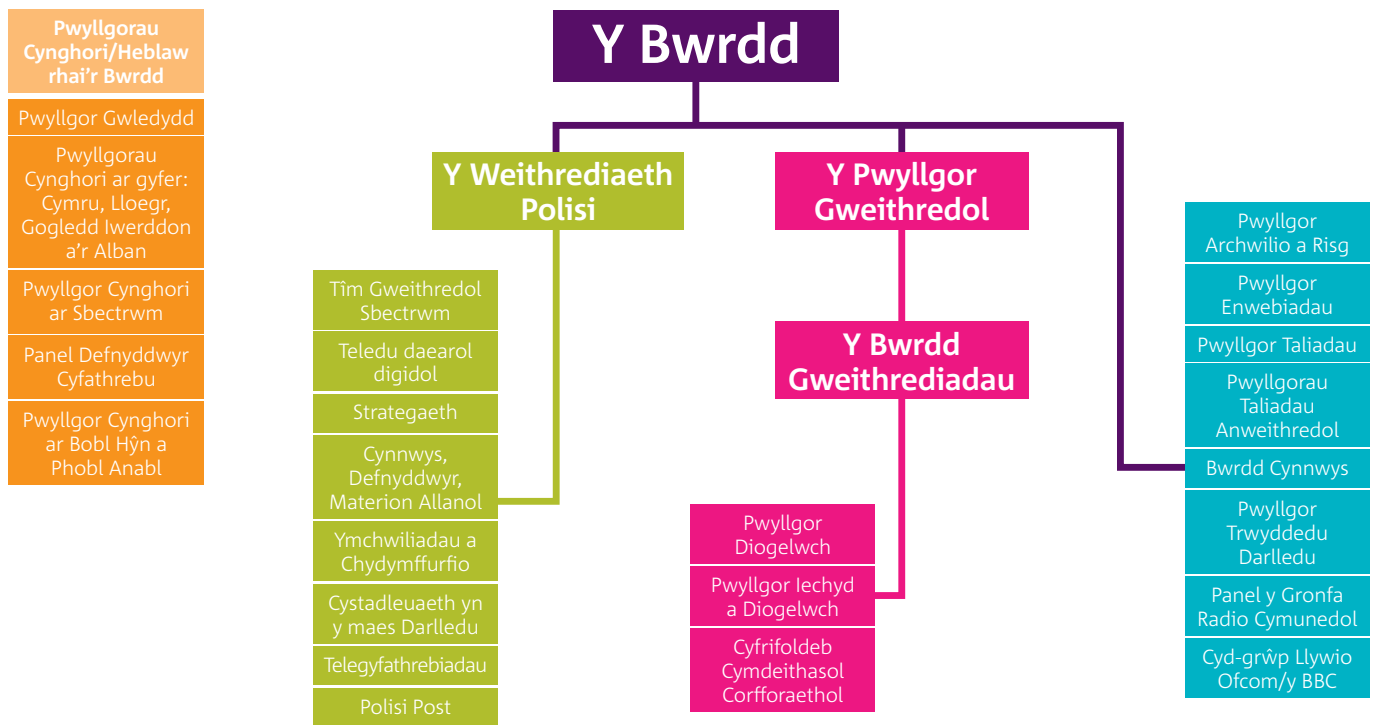 Pwyllgorau
Cynghori/Heblaw
rhai'r Bwrdd
Pwyllgor Gwledydd
Pwyllgorau
Cynghori ar gyfer:
Cymru, Lloegr,
Gogledd Iwerddon
a'r Alban
Pwyllgor Cynghori
ar Sbectrwm
Panel Defnyddwyr
Cyfathrebu
Pwyllgor Cynghori
ar Bobl Hŷn a
Phobl Anabl
Y Bwrdd
Y Weithrediaeth
Polisi
Tîm Gweithredol
Sbectrwm
Teledu daearol
digidol
Strategaeth
Cynnwys,
Defnyddwyr,
Materion Allanol
Ymchwiliadau a
Chydymffurfio
Cystadleuaeth yn
y maes Darlledu
Telegyfathrebiadau
Polisi Post
Y Pwyllgor
Gweithredol
Y Bwrdd
Gweithrediadau
Pwyllgor
Diogelwch
Pwyllgor Iechyd
a Diogelwch
Cyfrifoldeb
Cymdeithasol
Corfforaethol
Pwyllgor
Archwilio a Risg
Pwyllgor
Enwebiadau
Pwyllgor Taliadau
Pwyllgorau
Taliadau
Anweithredol
Bwrdd Cynnwys
Pwyllgor
Trwyddedu
Darlledu
Panel y Gronfa
Radio Cymunedol
Cyd-grŵp Llywio
Ofcom/y BBC